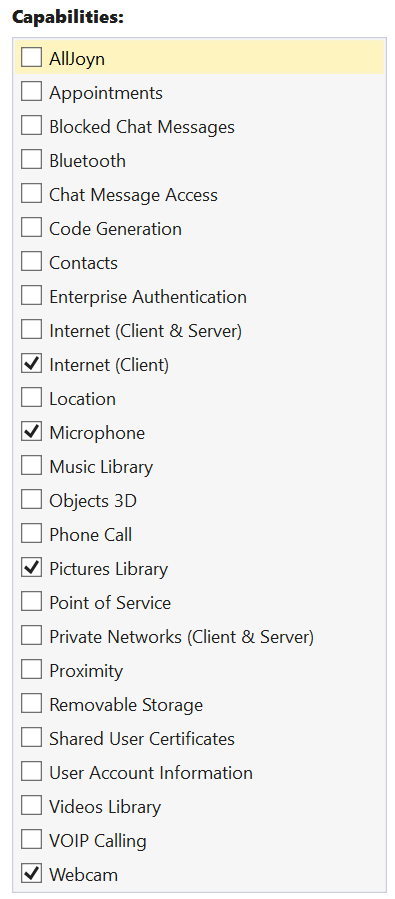 Capabilities:
AllJoyn
Appointments
Blocked Chat Messages
Bluetooth
Chat Message Access
Code Generation
Contacts
Enterprise Authentication
Internet (Client & Server)
Internet (Client)
Location
Microphone
Music Library
Objects 3D
Phone Call
Pictures Library
Point of Service
Private Networks (Client & Server)
Proximity
Removable Storage
Shared User Certificates
User Account Information
Videos Library
VOIP Calling
Webcam